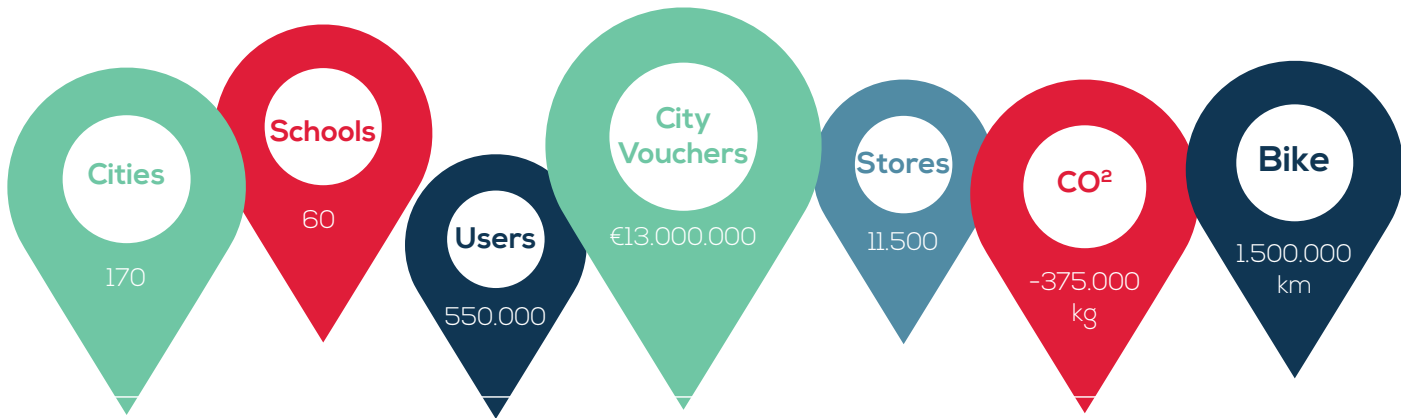 Cities
170
Schools
60
Users
550.000
City
Vouchers
€13.000.000
Stores
11.500
CO²
-375.000
kg
Bike
1.500.000
km